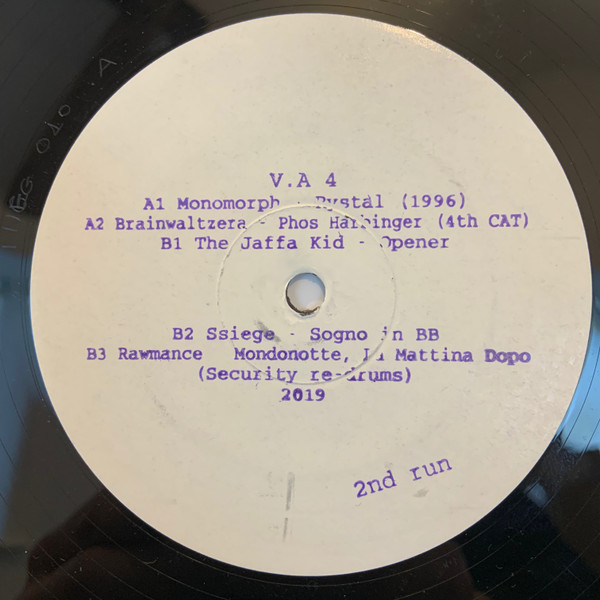 V.A 4
A1 Monomorph - Pystal (1996)
A2 Brainwaltzera - Phos Harbinger (4th CAT)
B1 The Jaffa Kid - Opener
B2 Ssiege - Sogno in BB
B3 Rawmance Mondonotte, La Mattina Dopo
(Security re-drums)
2019
2nd run
A